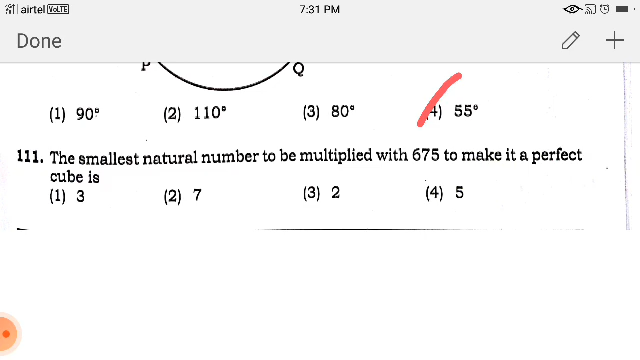 airtel VoLTE 7:31 PM
Done
P Q
(1) 90° (2) 110° (3) 80° (4) 55°
111. The smallest natural number to be multiplied with 675 to make it a perfect
cube is
(1) 3 (2) 7 (3) 2 (4) 5